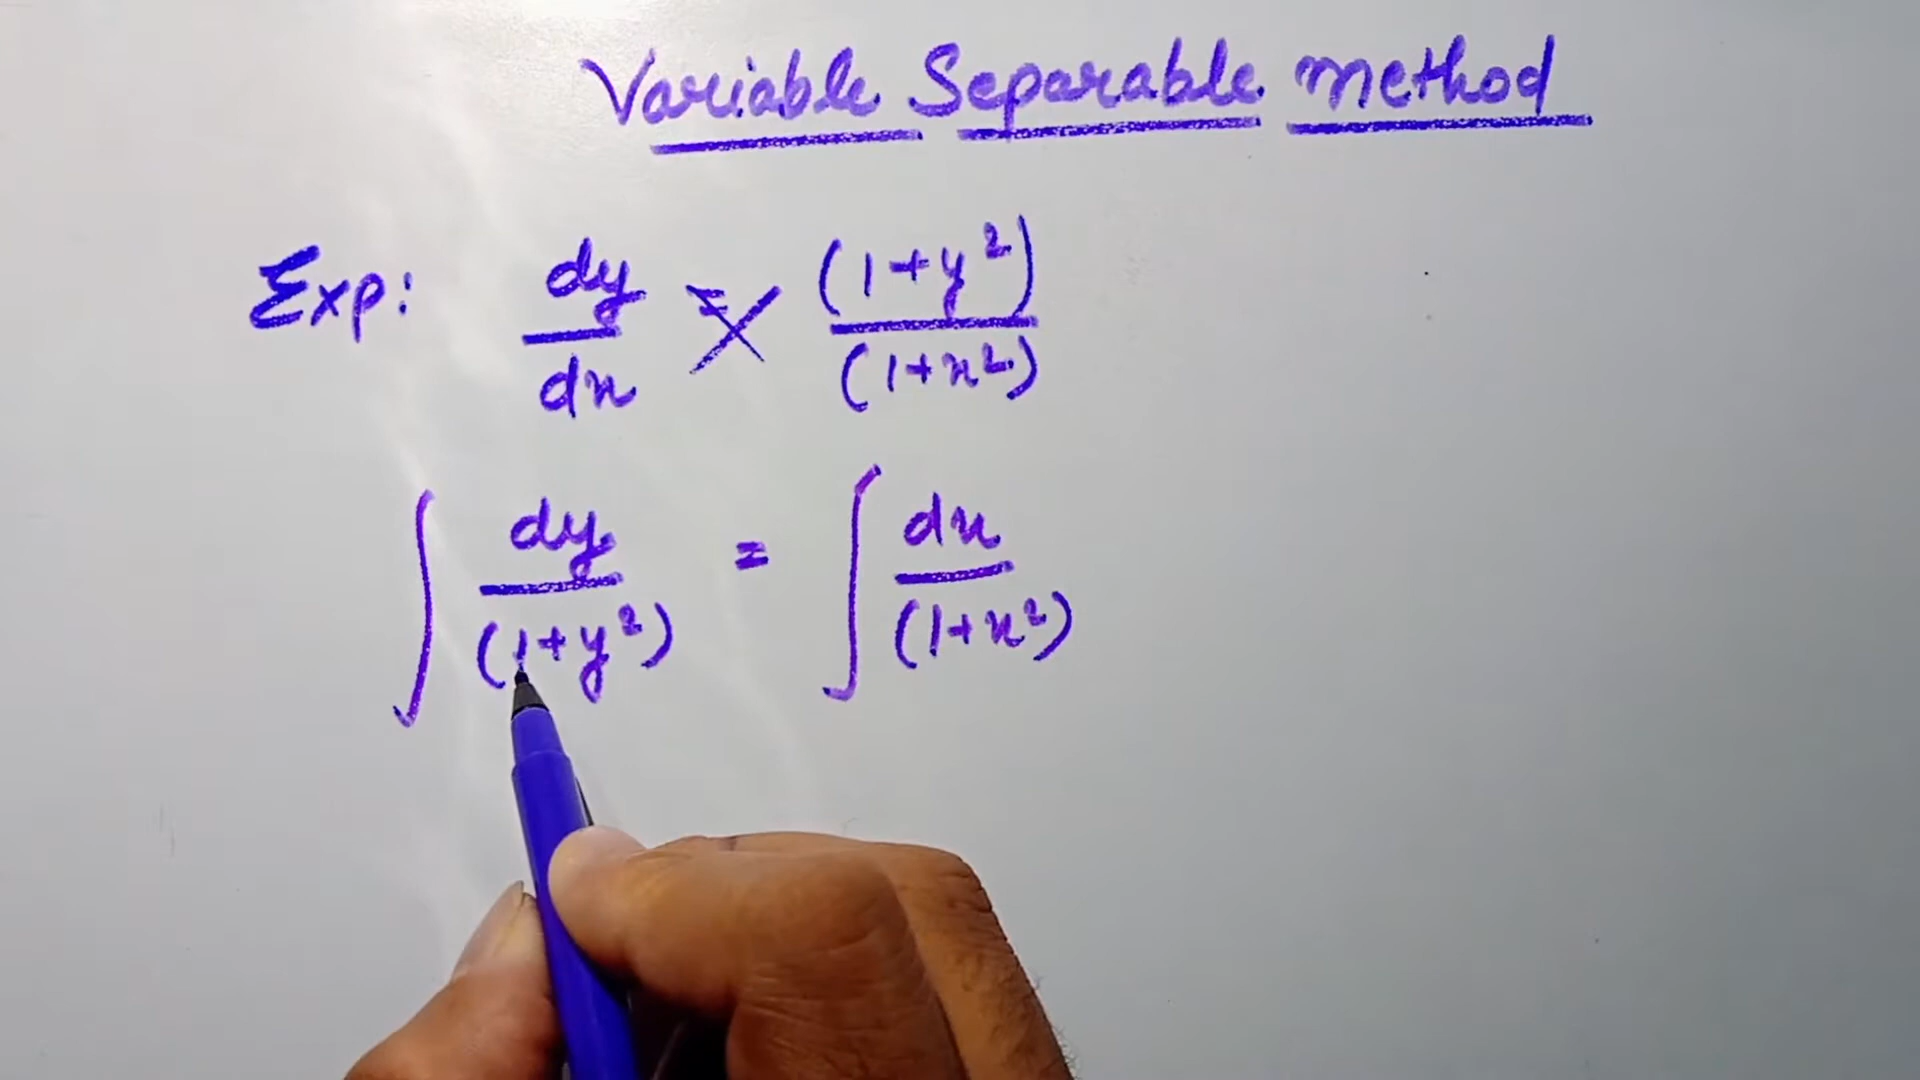 Variable Separable method
Exp: dy/dx = (1+y²)/(1+x²)
∫ dy/(1+y²) = ∫ dx/(1+x²)